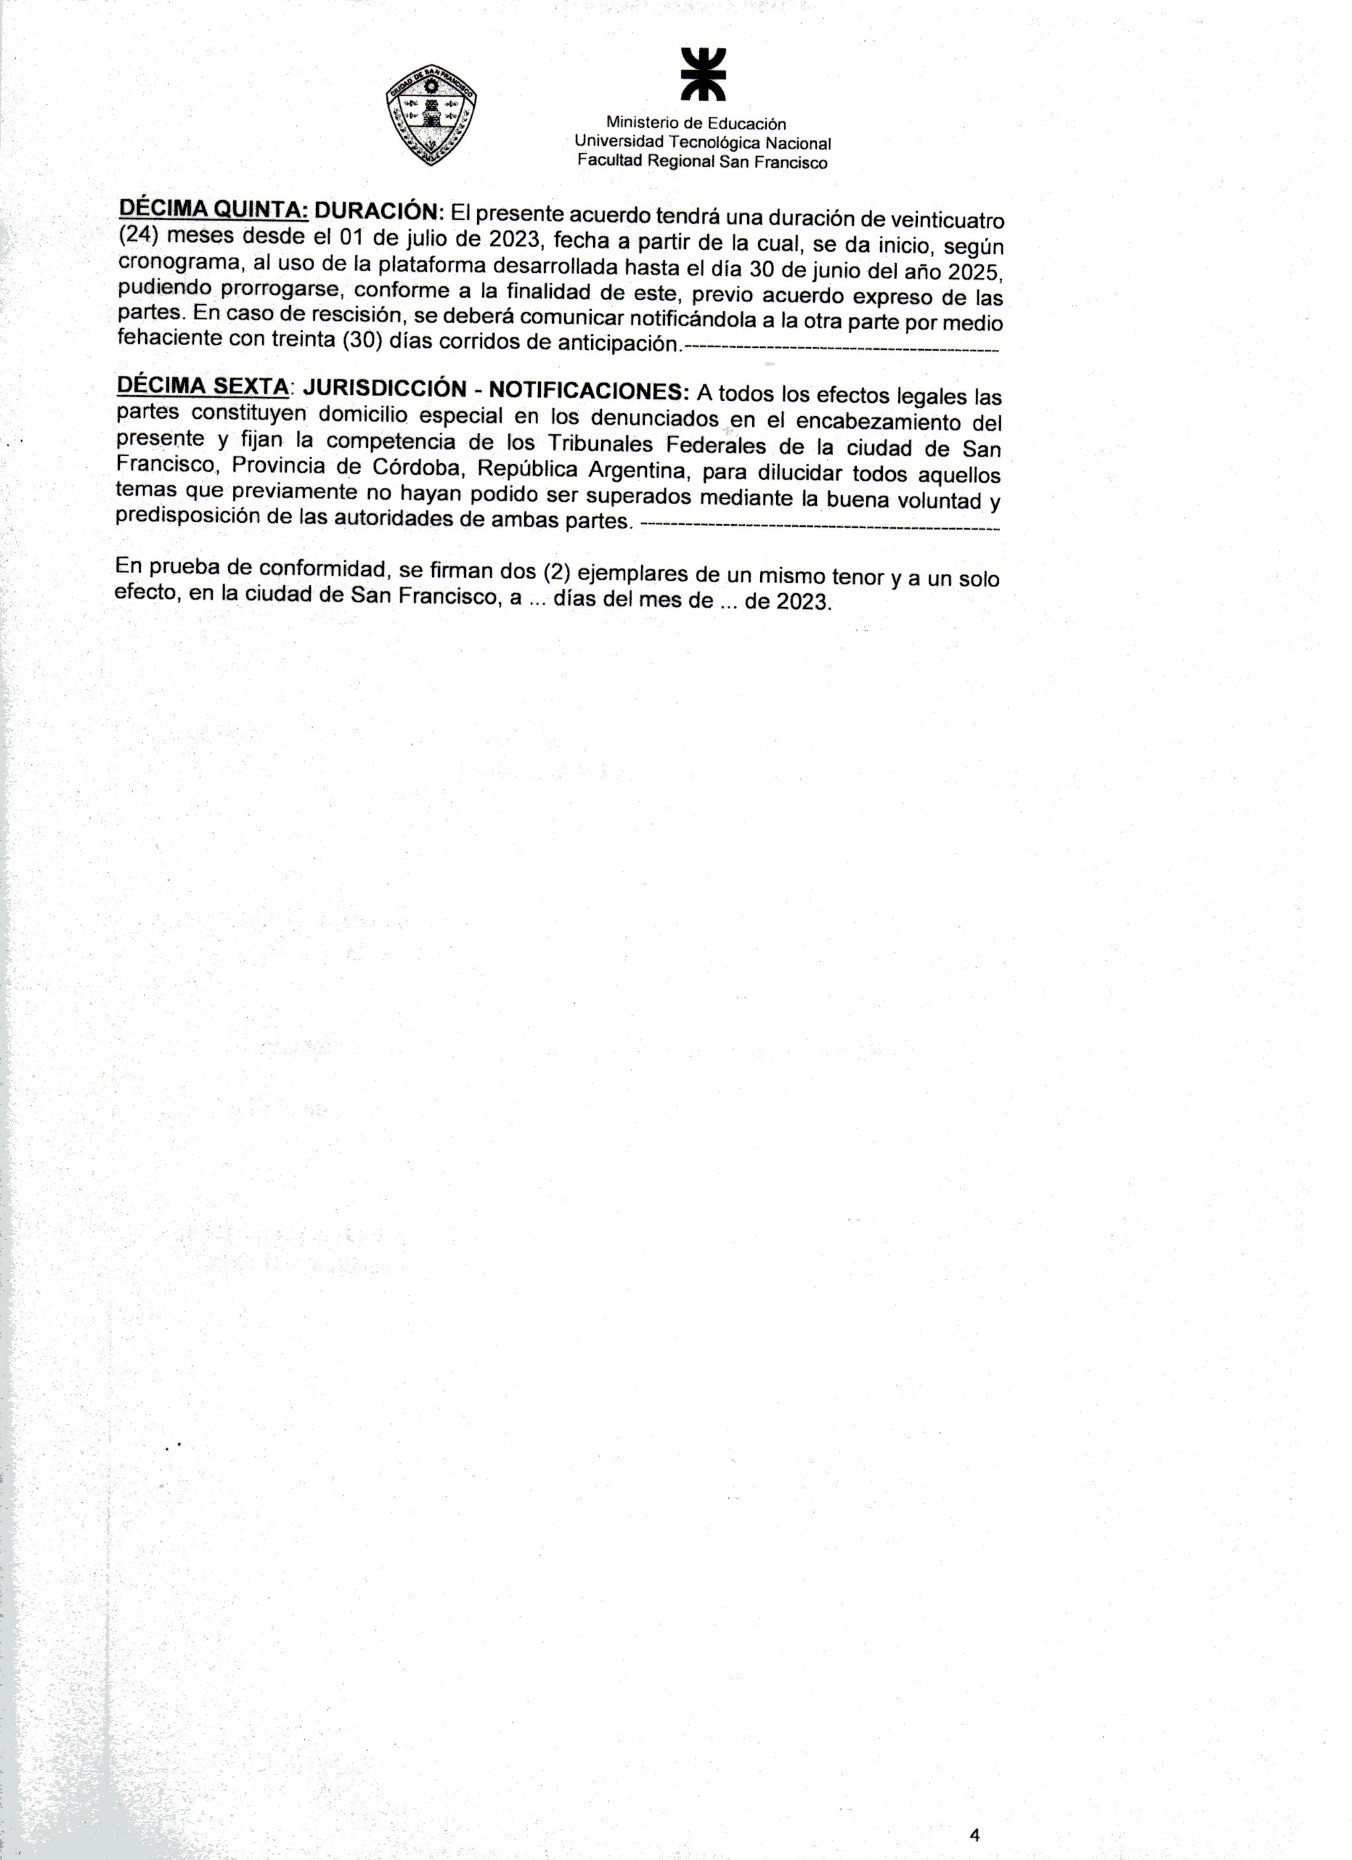 CIUDAD DE SAN FRANCISCO
Ministerio de Educación
Universidad Tecnológica Nacional
Facultad Regional San Francisco
DÉCIMA QUINTA: DURACIÓN: El presente acuerdo tendrá una duración de veinticuatro
(24) meses desde el 01 de julio de 2023, fecha a partir de la cual, se da inicio, según
cronograma, al uso de la plataforma desarrollada hasta el día 30 de junio del año 2025,
pudiendo prorrogarse, conforme a la finalidad de este, previo acuerdo expreso de las
partes. En caso de rescisión, se deberá comunicar notificándola a la otra parte por medio
fehaciente con treinta (30) días corridos de anticipación.------------------------------------------
DÉCIMA SEXTA: JURISDICCIÓN - NOTIFICACIONES: A todos los efectos legales las
partes constituyen domicilio especial en los denunciados en el encabezamiento del
presente y fijan la competencia de los Tribunales Federales de la ciudad de San
Francisco, Provincia de Córdoba, República Argentina, para dilucidar todos aquellos
temas que previamente no hayan podido ser superados mediante la buena voluntad y
predisposición de las autoridades de ambas partes. ------------------------------------------------
En prueba de conformidad, se firman dos (2) ejemplares de un mismo tenor y a un solo
efecto, en la ciudad de San Francisco, a ... días del mes de ... de 2023.
4